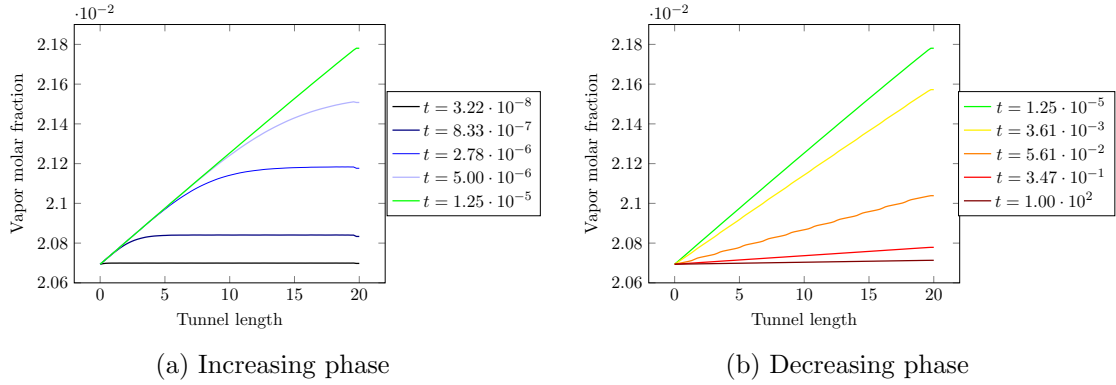 ·10⁻²
2.18
2.16
2.14
2.12
2.1
2.08
2.06
0 5 10 15 20
Vapor molar fraction
Tunnel length
t = 3.22 · 10⁻⁸
t = 8.33 · 10⁻⁷
t = 2.78 · 10⁻⁶
t = 5.00 · 10⁻⁶
t = 1.25 · 10⁻⁵
(a) Increasing phase
·10⁻²
2.18
2.16
2.14
2.12
2.1
2.08
2.06
0 5 10 15 20
Vapor molar fraction
Tunnel length
t = 1.25 · 10⁻⁵
t = 3.61 · 10⁻³
t = 5.61 · 10⁻²
t = 3.47 · 10⁻¹
t = 1.00 · 10²
(b) Decreasing phase